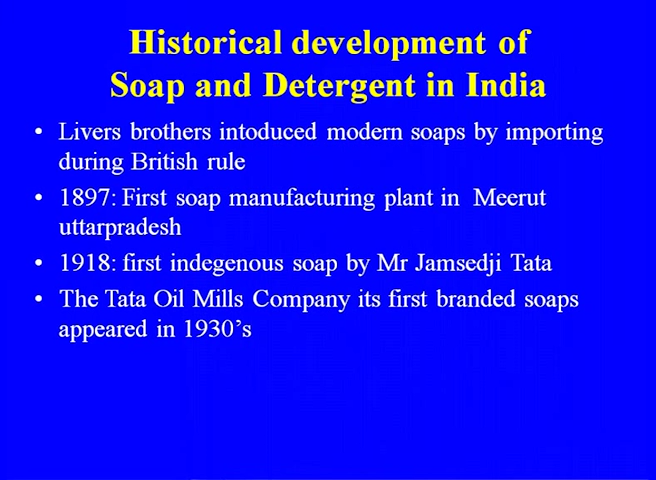 Historical development of
Soap and Detergent in India
• Livers brothers intoduced modern soaps by importing
during British rule
• 1897: First soap manufacturing plant in Meerut
uttarpradesh
• 1918: first indegenous soap by Mr Jamsedji Tata
• The Tata Oil Mills Company its first branded soaps
appeared in 1930's